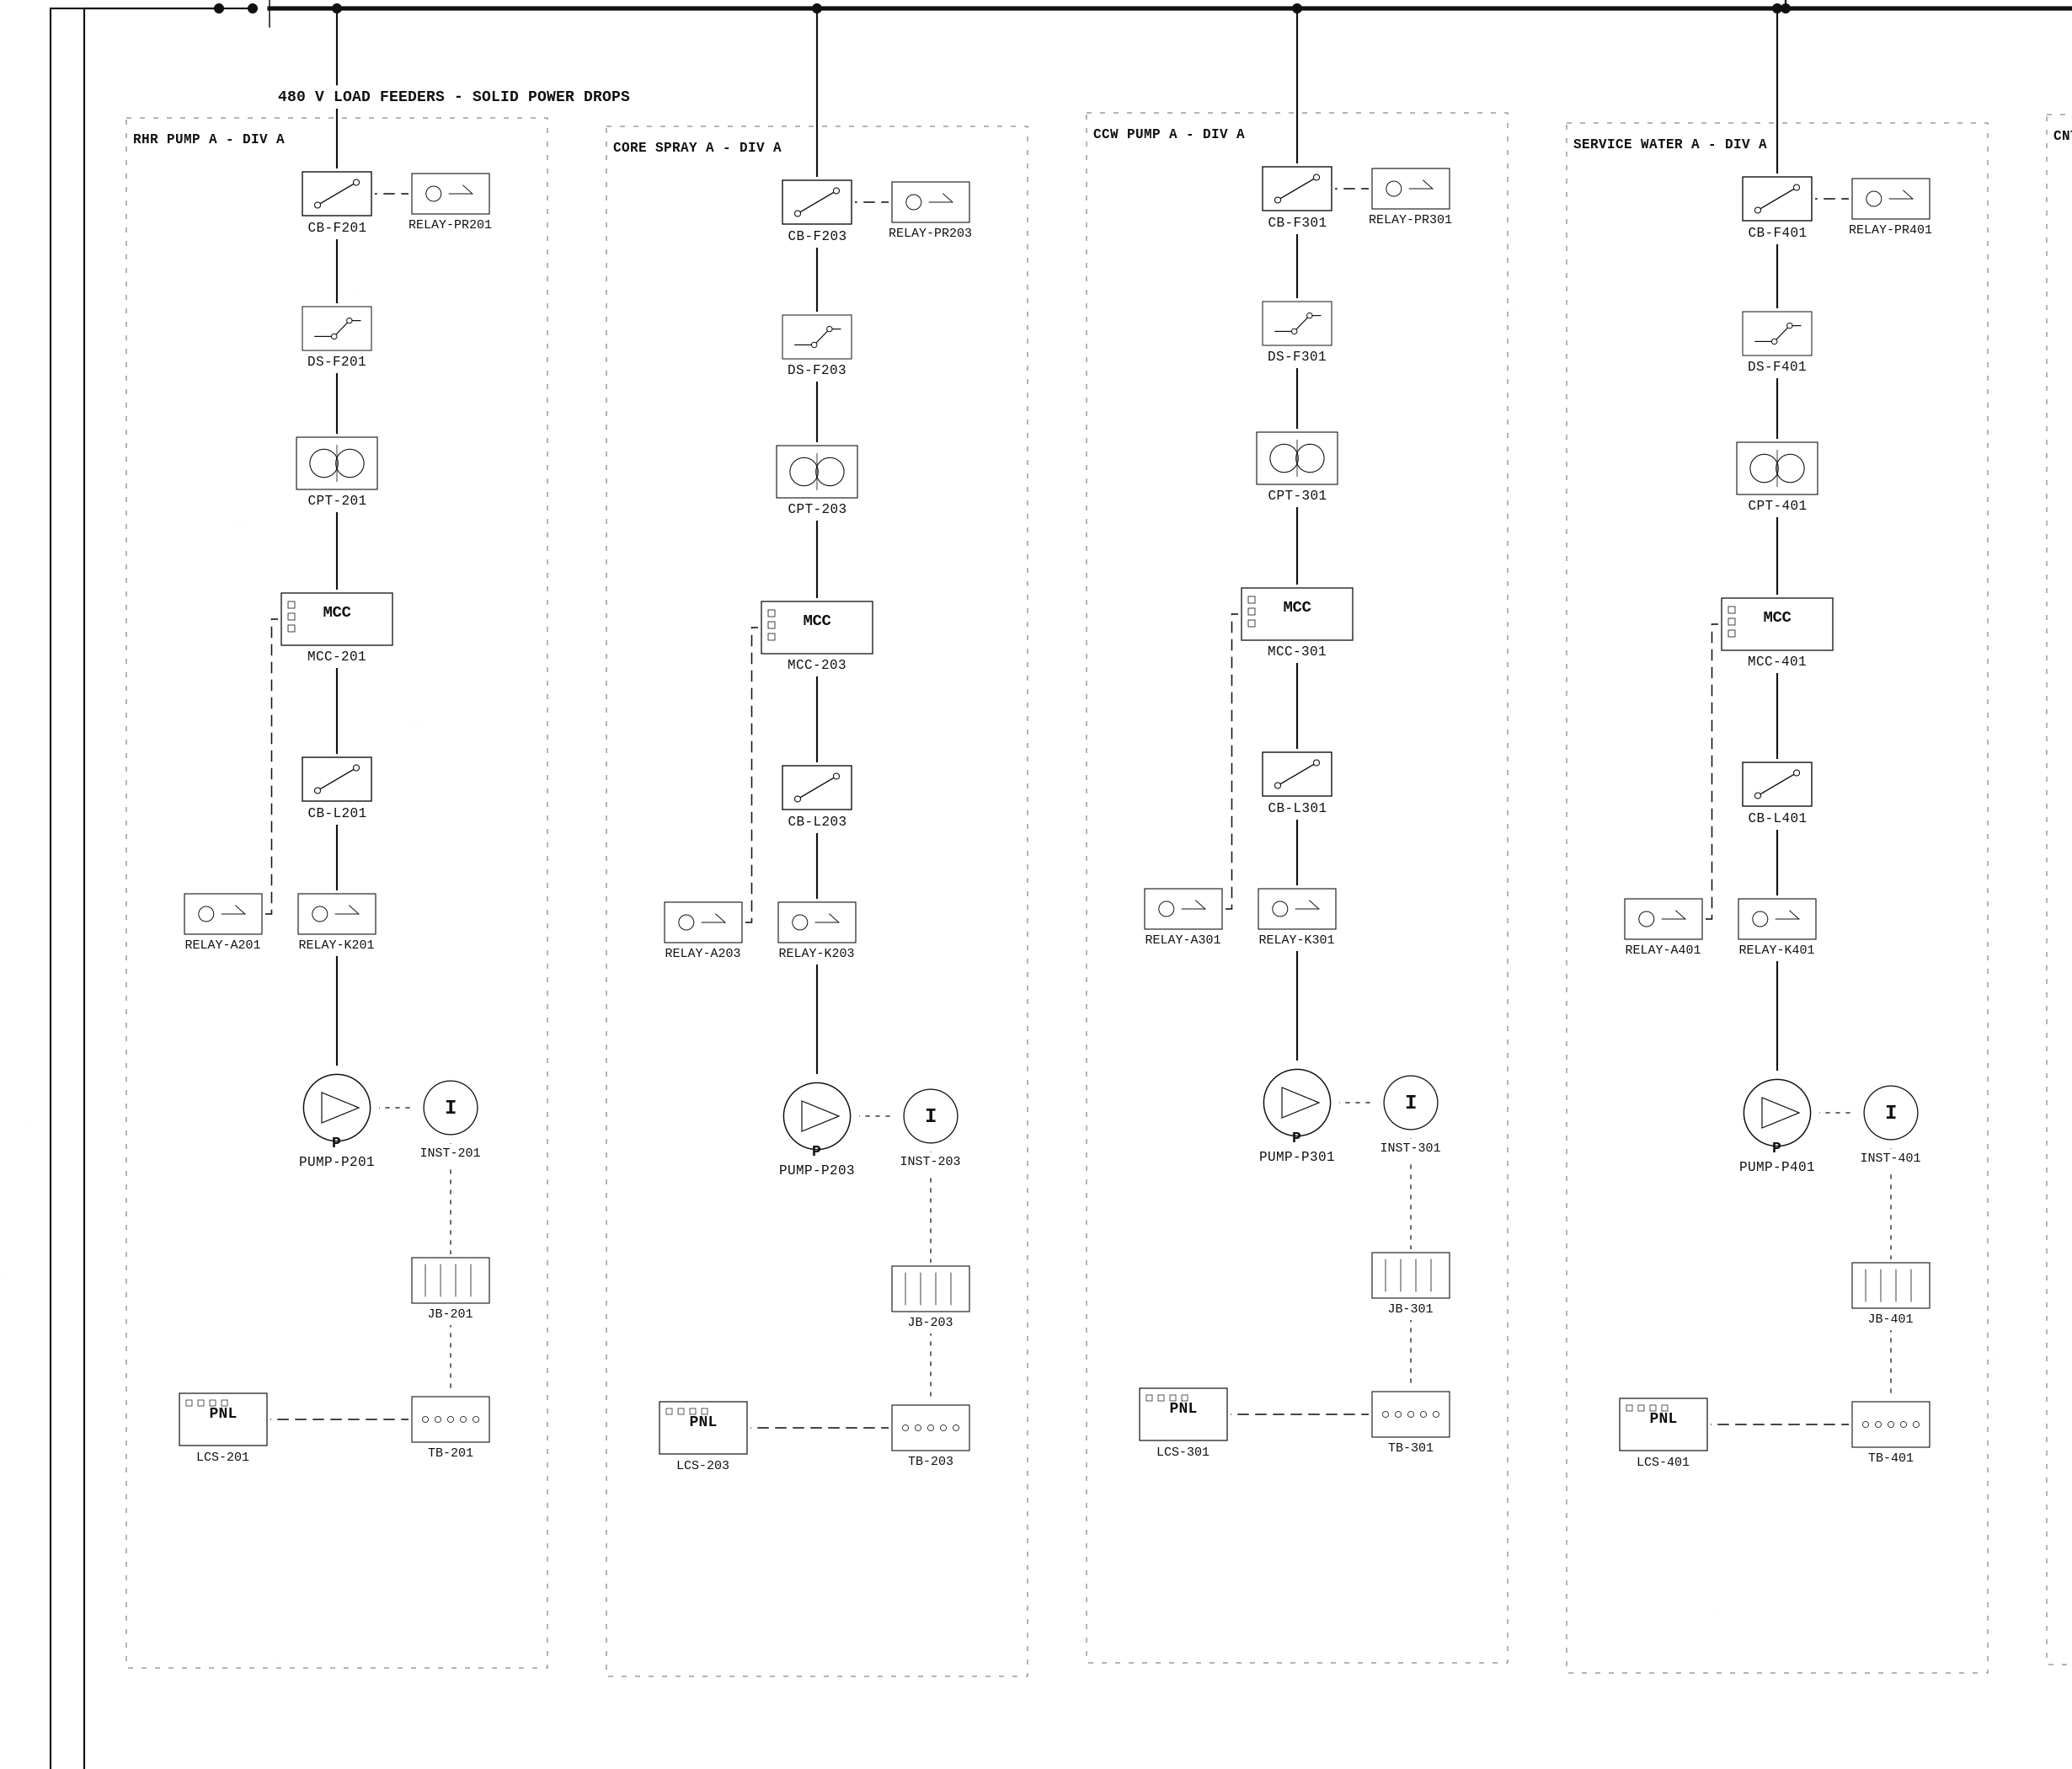 480 V LOAD FEEDERS - SOLID POWER DROPS
RHR PUMP A - DIV A
CB-F201
RELAY-PR201
DS-F201
CPT-201
MCC
MCC-201
CB-L201
RELAY-A201
RELAY-K201
P
PUMP-P201
I
INST-201
JB-201
PNL
LCS-201
TB-201
CORE SPRAY A - DIV A
CB-F203
RELAY-PR203
DS-F203
CPT-203
MCC
MCC-203
CB-L203
RELAY-A203
RELAY-K203
P
PUMP-P203
I
INST-203
JB-203
PNL
LCS-203
TB-203
CCW PUMP A - DIV A
CB-F301
RELAY-PR301
DS-F301
CPT-301
MCC
MCC-301
CB-L301
RELAY-A301
RELAY-K301
P
PUMP-P301
I
INST-301
JB-301
PNL
LCS-301
TB-301
SERVICE WATER A - DIV A
CB-F401
RELAY-PR401
DS-F401
CPT-401
MCC
MCC-401
CB-L401
RELAY-A401
RELAY-K401
P
PUMP-P401
I
INST-401
JB-401
PNL
LCS-401
TB-401